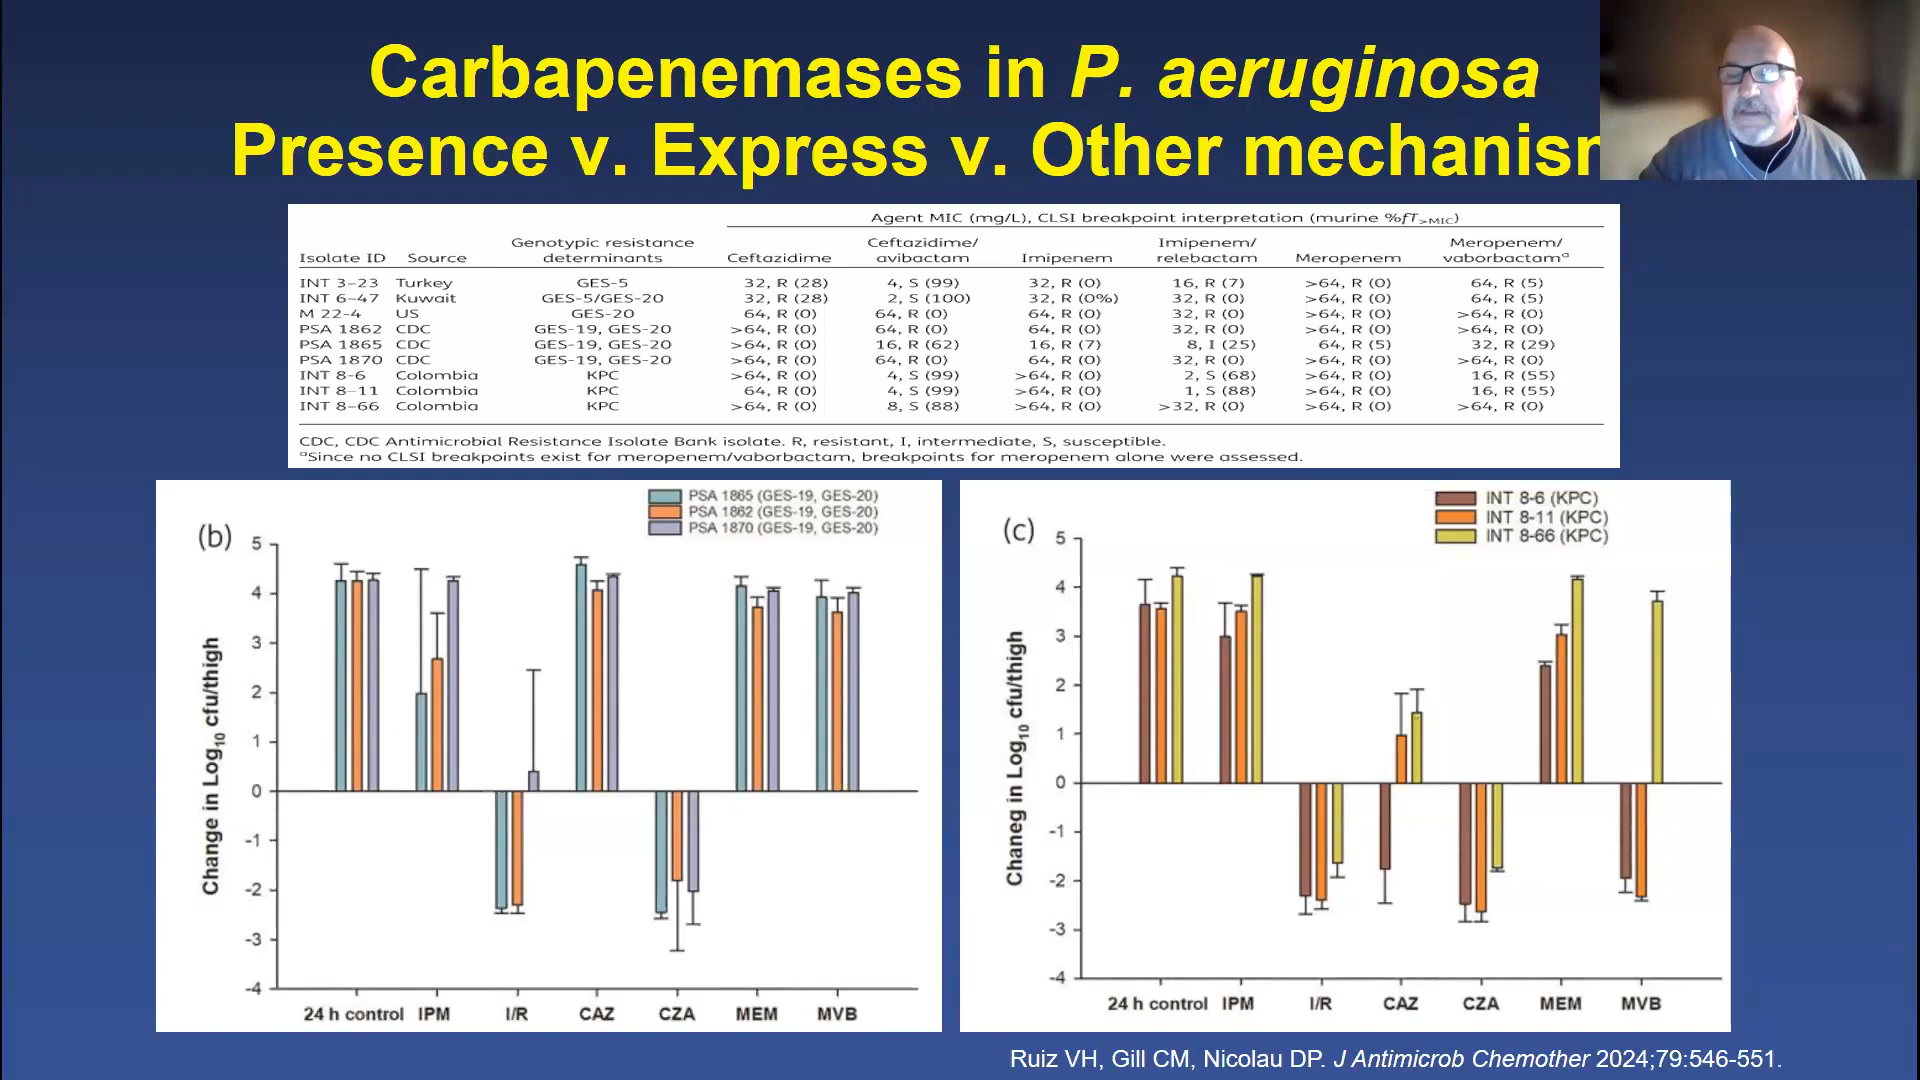 Carbapenemases in P. aeruginosa
Presence v. Express v. Other mechanisr
Agent MIC (mg/L), CLSI breakpoint interpretation (murine %fT>MIC)
Isolate ID Source Genotypic resistance determinants Ceftazidime Ceftazidime/ avibactam Imipenem Imipenem/ relebactam Meropenem Meropenem/ vaborbactamᵃ
INT 3–23 Turkey GES-5 32, R (28) 4, S (99) 32, R (0) 16, R (7) >64, R (0) 64, R (5)
INT 6–47 Kuwait GES-5/GES-20 32, R (28) 2, S (100) 32, R (0%) 32, R (0) >64, R (0) 64, R (5)
M 22-4 US GES-20 64, R (0) 64, R (0) 64, R (0) 32, R (0) >64, R (0) >64, R (0)
PSA 1862 CDC GES-19, GES-20 >64, R (0) 64, R (0) 64, R (0) 32, R (0) >64, R (0) >64, R (0)
PSA 1865 CDC GES-19, GES-20 >64, R (0) 16, R (62) 16, R (7) 8, I (25) 64, R (5) 32, R (29)
PSA 1870 CDC GES-19, GES-20 >64, R (0) 64, R (0) 64, R (0) 32, R (0) >64, R (0) >64, R (0)
INT 8-6 Colombia KPC >64, R (0) 4, S (99) >64, R (0) 2, S (68) >64, R (0) 16, R (55)
INT 8–11 Colombia KPC 64, R (0) 4, S (99) >64, R (0) 1, S (88) >64, R (0) 16, R (55)
INT 8–66 Colombia KPC >64, R (0) 8, S (88) >64, R (0) >32, R (0) >64, R (0) >64, R (0)
CDC, CDC Antimicrobial Resistance Isolate Bank isolate. R, resistant, I, intermediate, S, susceptible.
ᵃSince no CLSI breakpoints exist for meropenem/vaborbactam, breakpoints for meropenem alone were assessed.
(b)
PSA 1865 (GES-19, GES-20)
PSA 1862 (GES-19, GES-20)
PSA 1870 (GES-19, GES-20)
Change in Log10 cfu/thigh
5
4
3
2
1
0
-1
-2
-3
-4
24 h control IPM I/R CAZ CZA MEM MVB
(c)
INT 8-6 (KPC)
INT 8-11 (KPC)
INT 8-66 (KPC)
Chaneg in Log10 cfu/thigh
5
4
3
2
1
0
-1
-2
-3
-4
24 h control IPM I/R CAZ CZA MEM MVB
Ruiz VH, Gill CM, Nicolau DP. J Antimicrob Chemother 2024;79:546-551.